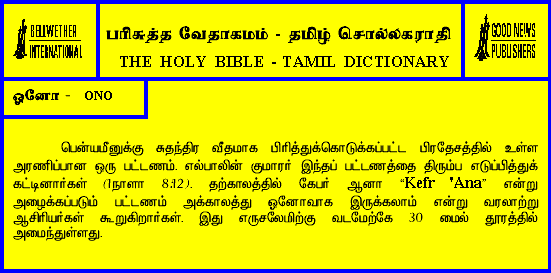 BELLWETHER
INTERNATIONAL
பரிசுத்த வேதாகமம் - தமிழ் சொல்லகராதி
THE HOLY BIBLE - TAMIL DICTIONARY
GOOD NEWS
PUBLISHERS
ஓனோ - ONO
பென்யமீனுக்கு சுதந்திர வீதமாக பிரித்துக்கொடுக்கப்பட்ட பிரதேசத்தில் உள்ள
அரணிப்பான ஒரு பட்டணம். எல்பாலின் குமாரர் இந்தப் பட்டணத்தை திரும்ப எடுப்பித்துக்
கட்டினார்கள் (1நாளா 8:12). தற்காலத்தில் கேபர் ஆனா "Kefr 'Ana" என்று
அழைக்கப்படும் பட்டணம் அக்காலத்து ஓனோவாக இருக்கலாம் என்று வரலாற்று
ஆசிரியர்கள் கூறுகிறார்கள். இது எருசலேமிற்கு வடமேற்கே 30 மைல் தூரத்தில்
அமைந்துள்ளது.